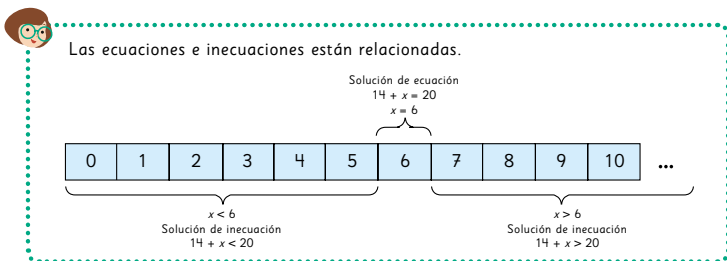 Las ecuaciones e inecuaciones están relacionadas.
Solución de ecuación
14 + x = 20
x = 6
0 1 2 3 4 5 6 7 8 9 10 ...
x < 6
Solución de inecuación
14 + x < 20
x > 6
Solución de inecuación
14 + x > 20